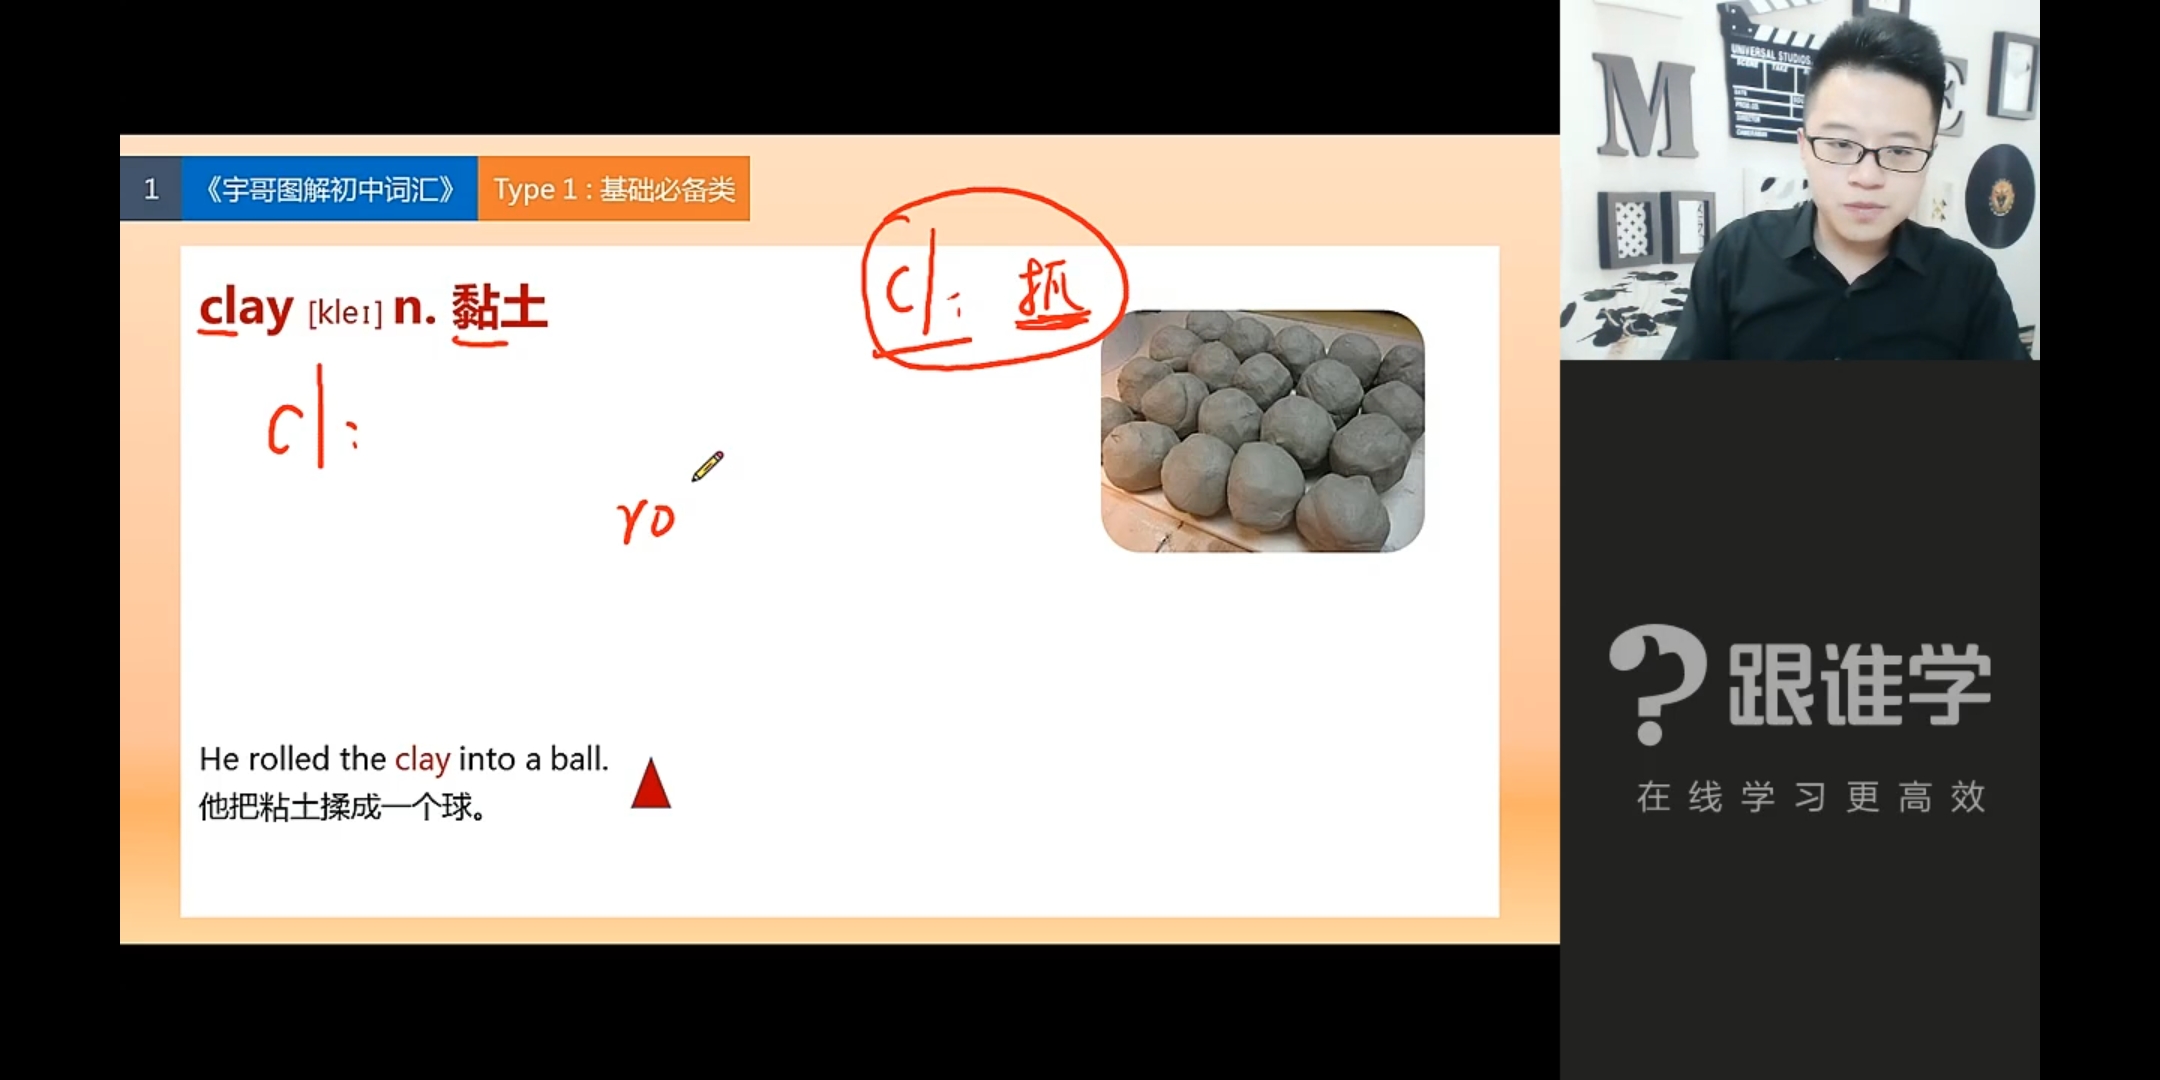 1 《宇哥图解初中词汇》 Type 1 : 基础必备类
cl: 抓
clay [kleɪ] n. 黏土
cl:
ro
He rolled the clay into a ball.
他把粘土揉成一个球。
M
UNIVERSAL STUDIOS
E
跟谁学
在线学习更高效